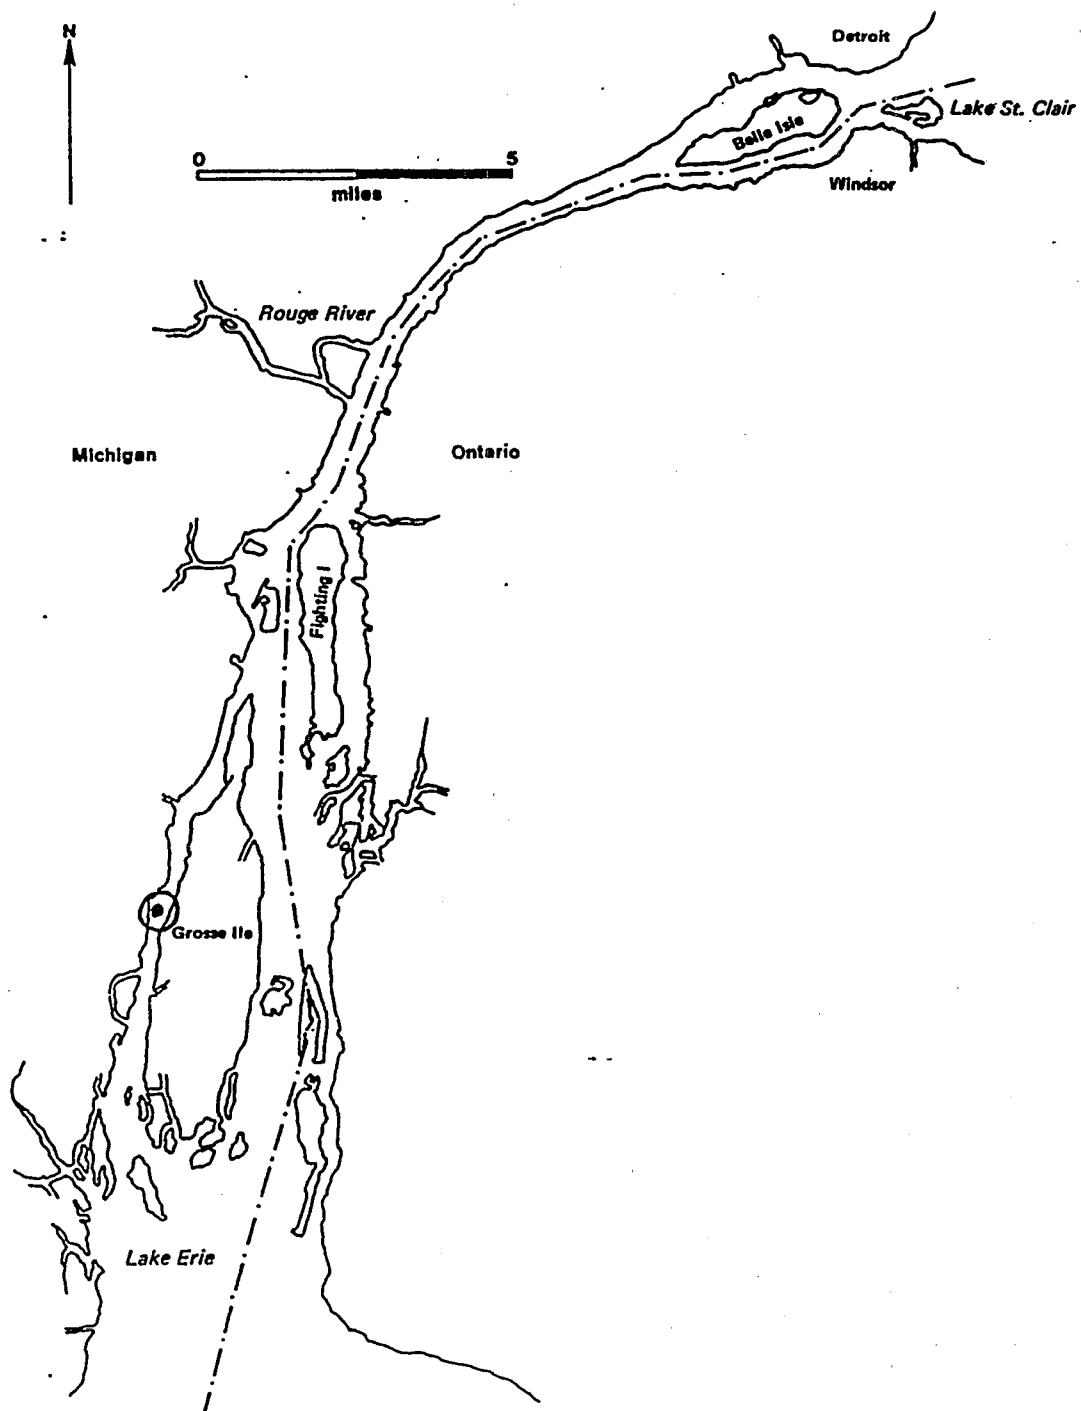 N
Detroit
Lake St. Clair
Belle Isle
0 5
miles
Windsor
Rouge River
Michigan
Ontario
Fighting I
Grosse Ile
Lake Erie